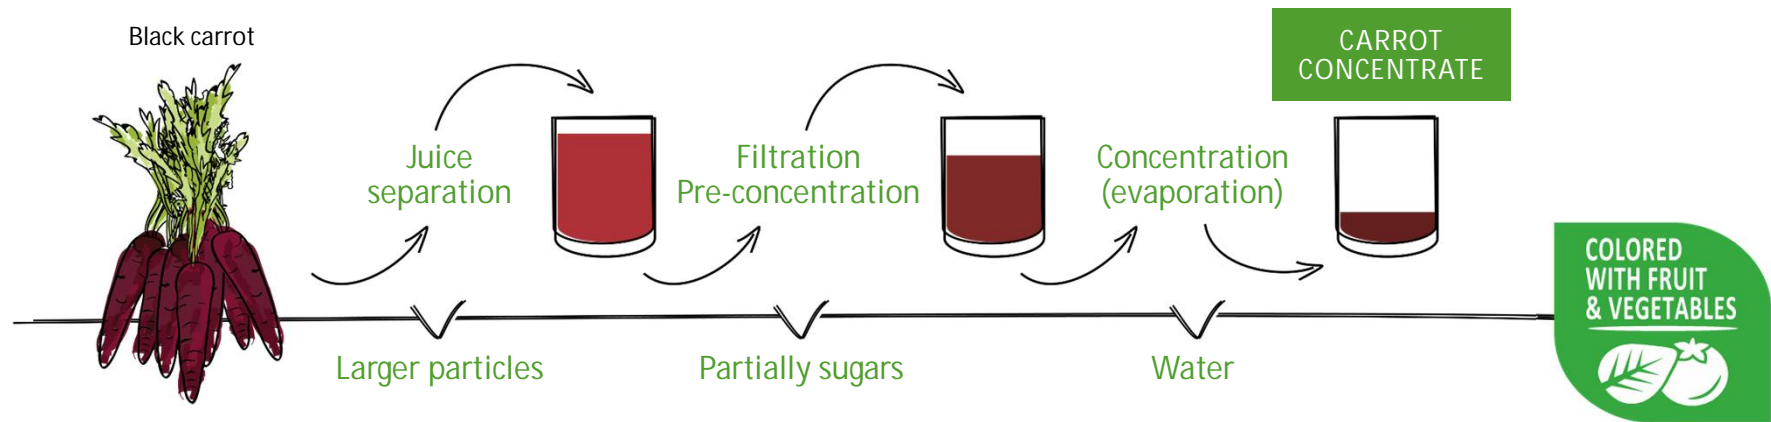 Black carrot
Juice
separation
Filtration
Pre-concentration
Concentration
(evaporation)
CARROT
CONCENTRATE
Larger particles
Partially sugars
Water
COLORED
WITH FRUIT
& VEGETABLES